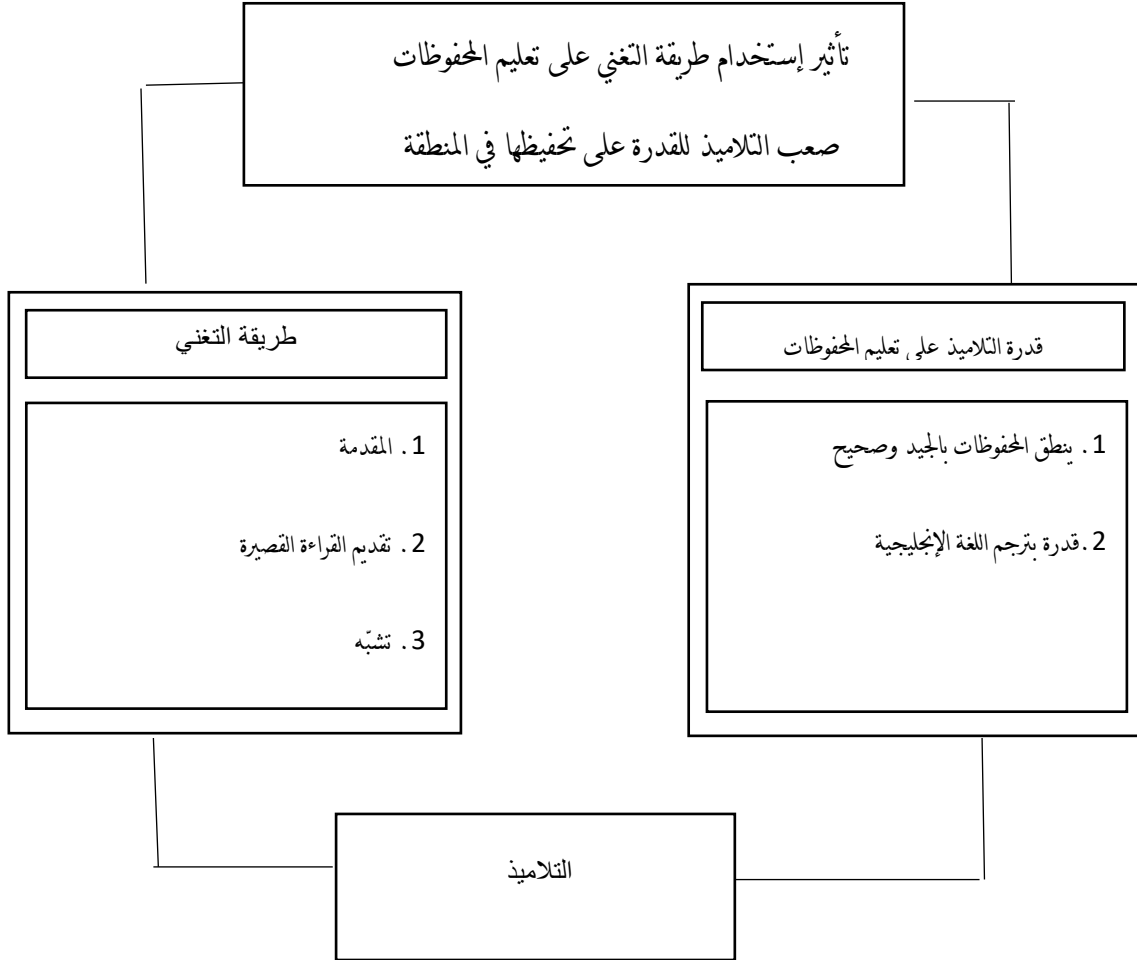 تأثير إستخدام طريقة التغني على تعليم المحفوظات
صعب التلاميذ للقدرة على تحفيظها في المنطقة
قدرة التلاميذ على تعليم المحفوظات
1. ينطق المحفوظات بالجيد وصحيح
2.قدرة بترجم اللغة الإنجليجية
طريقة التغني
1. المقدمة
2. تقديم القراءة القصيرة
3. تشبّه
التلاميذ